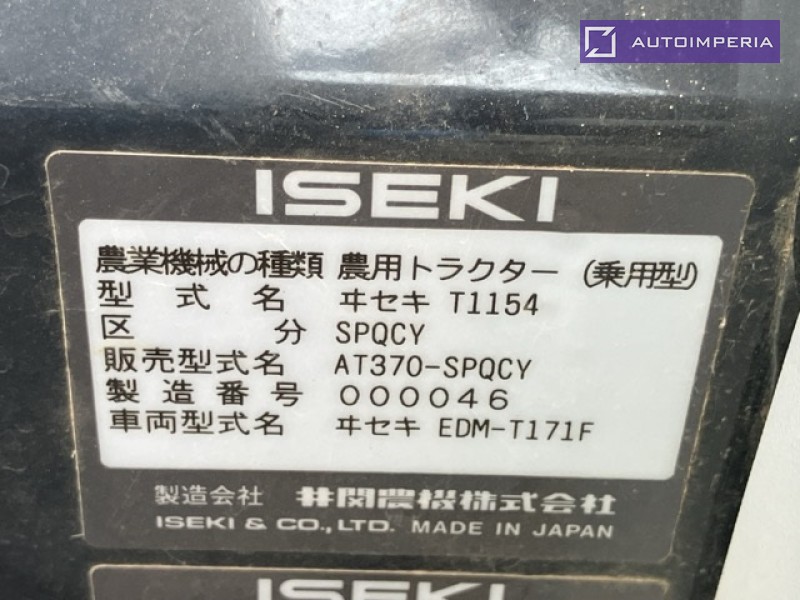 AUTOIMPERIA
ISEKI
農業機械の種類 農用トラクター (乗用型)
型式名 ヰセキ T1154
区分 SPQCY
販売型式名 AT370-SPQCY
製造番号 000046
車両型式名 ヰセキ EDM-T171F
製造会社 井関農機株式会社
ISEKI & CO., LTD. MADE IN JAPAN
ISEKI